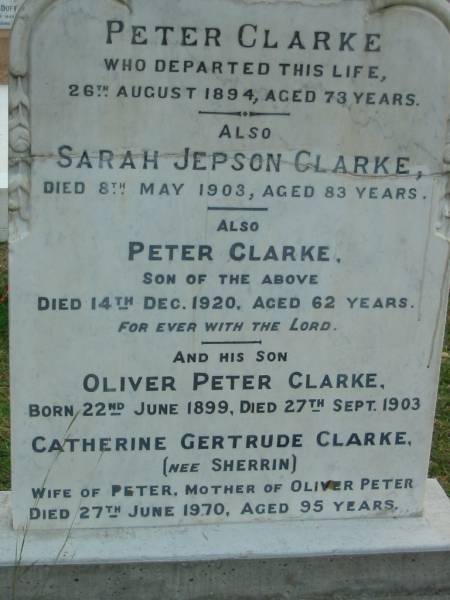 PETER CLARKE
WHO DEPARTED THIS LIFE,
26TH AUGUST 1894, AGED 73 YEARS.
ALSO
SARAH JEPSON CLARKE,
DIED 8TH MAY 1903, AGED 83 YEARS.
ALSO
PETER CLARKE,
SON OF THE ABOVE
DIED 14TH DEC. 1920, AGED 62 YEARS.
FOR EVER WITH THE LORD.
AND HIS SON
OLIVER PETER CLARKE,
BORN 22ND JUNE 1899, DIED 27TH SEPT. 1903
CATHERINE GERTRUDE CLARKE,
(NEE SHERRIN)
WIFE OF PETER, MOTHER OF OLIVER PETER
DIED 27TH JUNE 1970, AGED 95 YEARS.